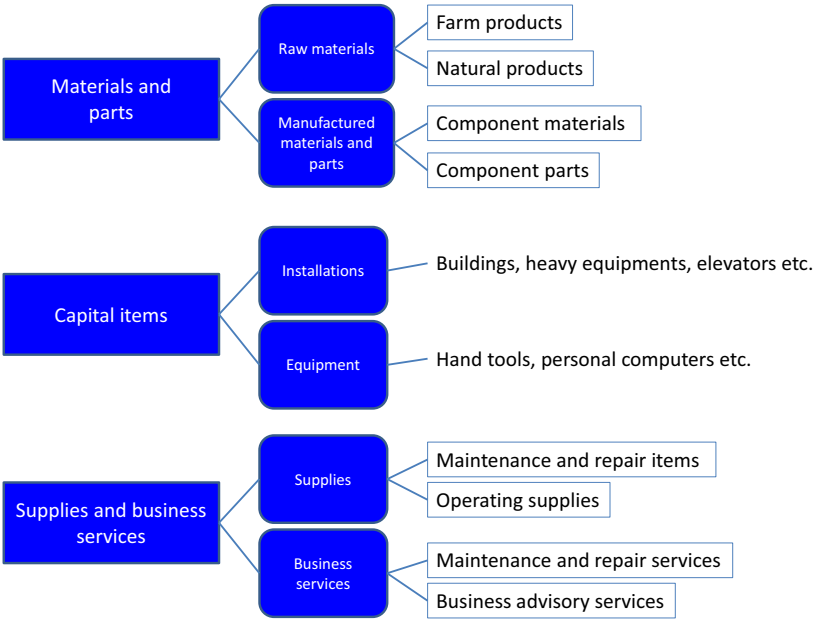 Materials and
parts
Raw materials
Farm products
Natural products
Manufactured
materials and
parts
Component materials
Component parts
Capital items
Installations
Buildings, heavy equipments, elevators etc.
Equipment
Hand tools, personal computers etc.
Supplies and business
services
Supplies
Maintenance and repair items
Operating supplies
Business
services
Maintenance and repair services
Business advisory services